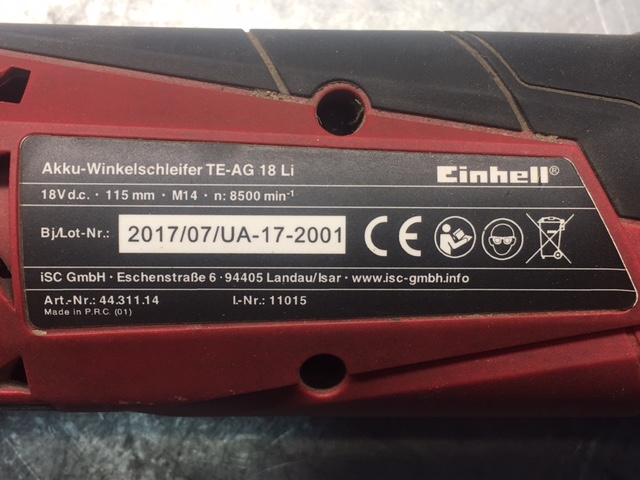 Akku-Winkelschleifer TE-AG 18 Li
Einhell®
18V d.c. · 115 mm · M14 · n: 8500 min⁻¹
Bj/Lot-Nr.: 2017/07/UA-17-2001 CE
iSC GmbH · Eschenstraße 6 · 94405 Landau/Isar · www.isc-gmbh.info
Art.-Nr.: 44.311.14 I.-Nr.: 11015
Made in P.R.C. (01)